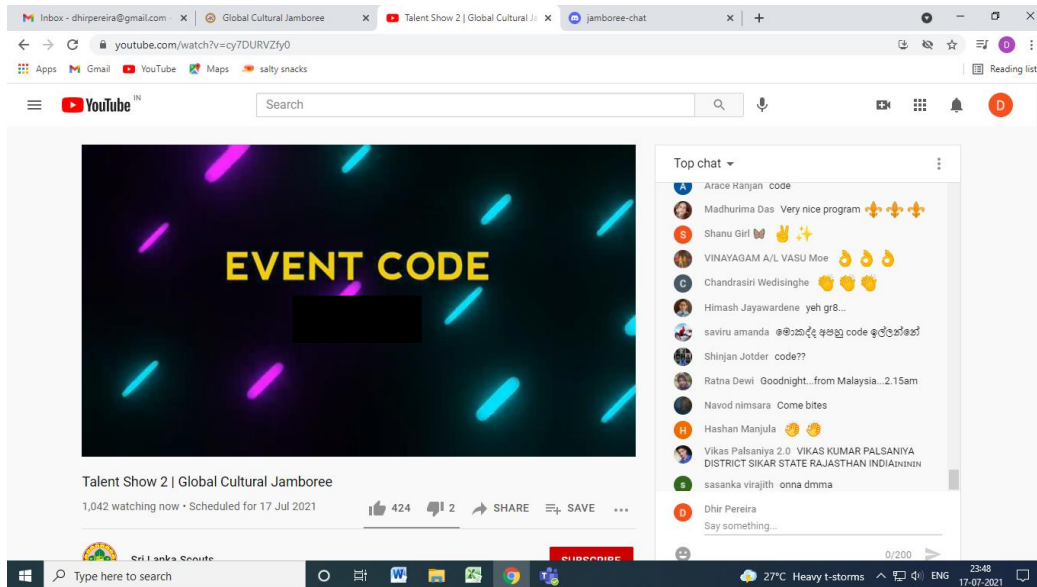 Inbox - dhirpereira@gmail.com -
Global Cultural Jamboree
Talent Show 2 | Global Cultural Ja
jamboree-chat
youtube.com/watch?v=cy7DURVZfy0
Apps Gmail YouTube Maps salty snacks Reading list
YouTube IN
Search
EVENT CODE
Talent Show 2 | Global Cultural Jamboree
1,042 watching now • Scheduled for 17 Jul 2021
424 2 SHARE SAVE
Sri Lanka Scouts SUBSCRIBE
Top chat
Arace Ranjan code
Madhurima Das Very nice program
Shanu Girl
VINAYAGAM A/L VASU Moe
Chandrasiri Wedisinghe
Himash Jayawardene yeh gr8...
saviru amanda මොකද්ද අපහු code ඉල්ලන්නේ
Shinjan Jotder code??
Ratna Dewi Goodnight...from Malaysia...2.15am
Navod nimsara Come bites
Hashan Manjula
Vikas Palsaniya 2.0 VIKAS KUMAR PALSANIYA
DISTRICT SIKAR STATE RAJASTHAN INDIAINININ
sasanka virajith onna dmma
Dhir Pereira
Say something...
0/200
Type here to search
27°C Heavy t-storms ENG
23:48
17-07-2021